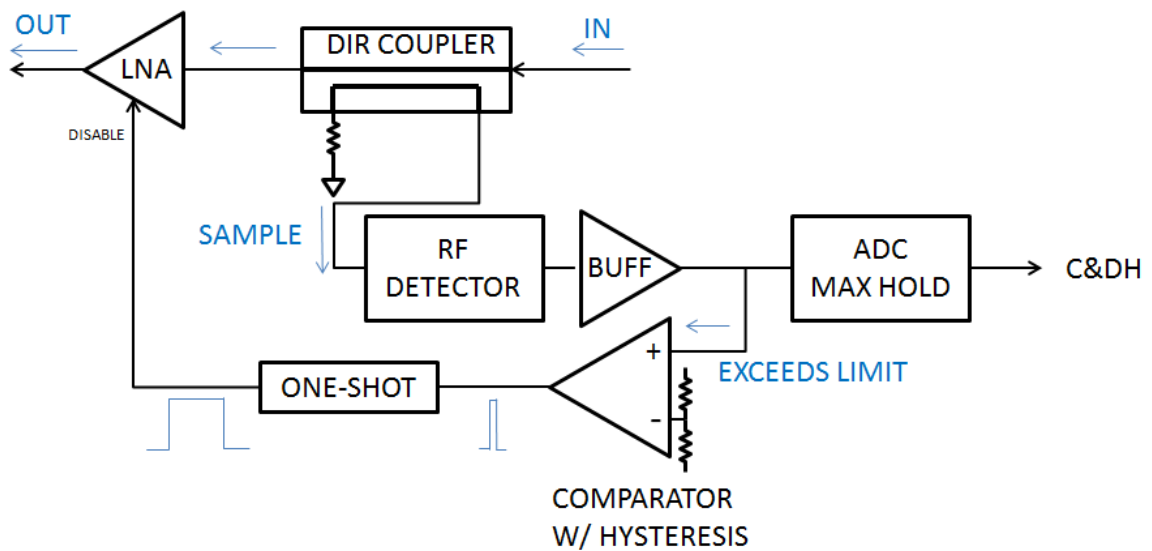 OUT
IN
DIR COUPLER
LNA
DISABLE
SAMPLE
RF
DETECTOR
BUFF
ADC
MAX HOLD
C&DH
+
EXCEEDS LIMIT
ONE-SHOT
-
COMPARATOR
W/ HYSTERESIS